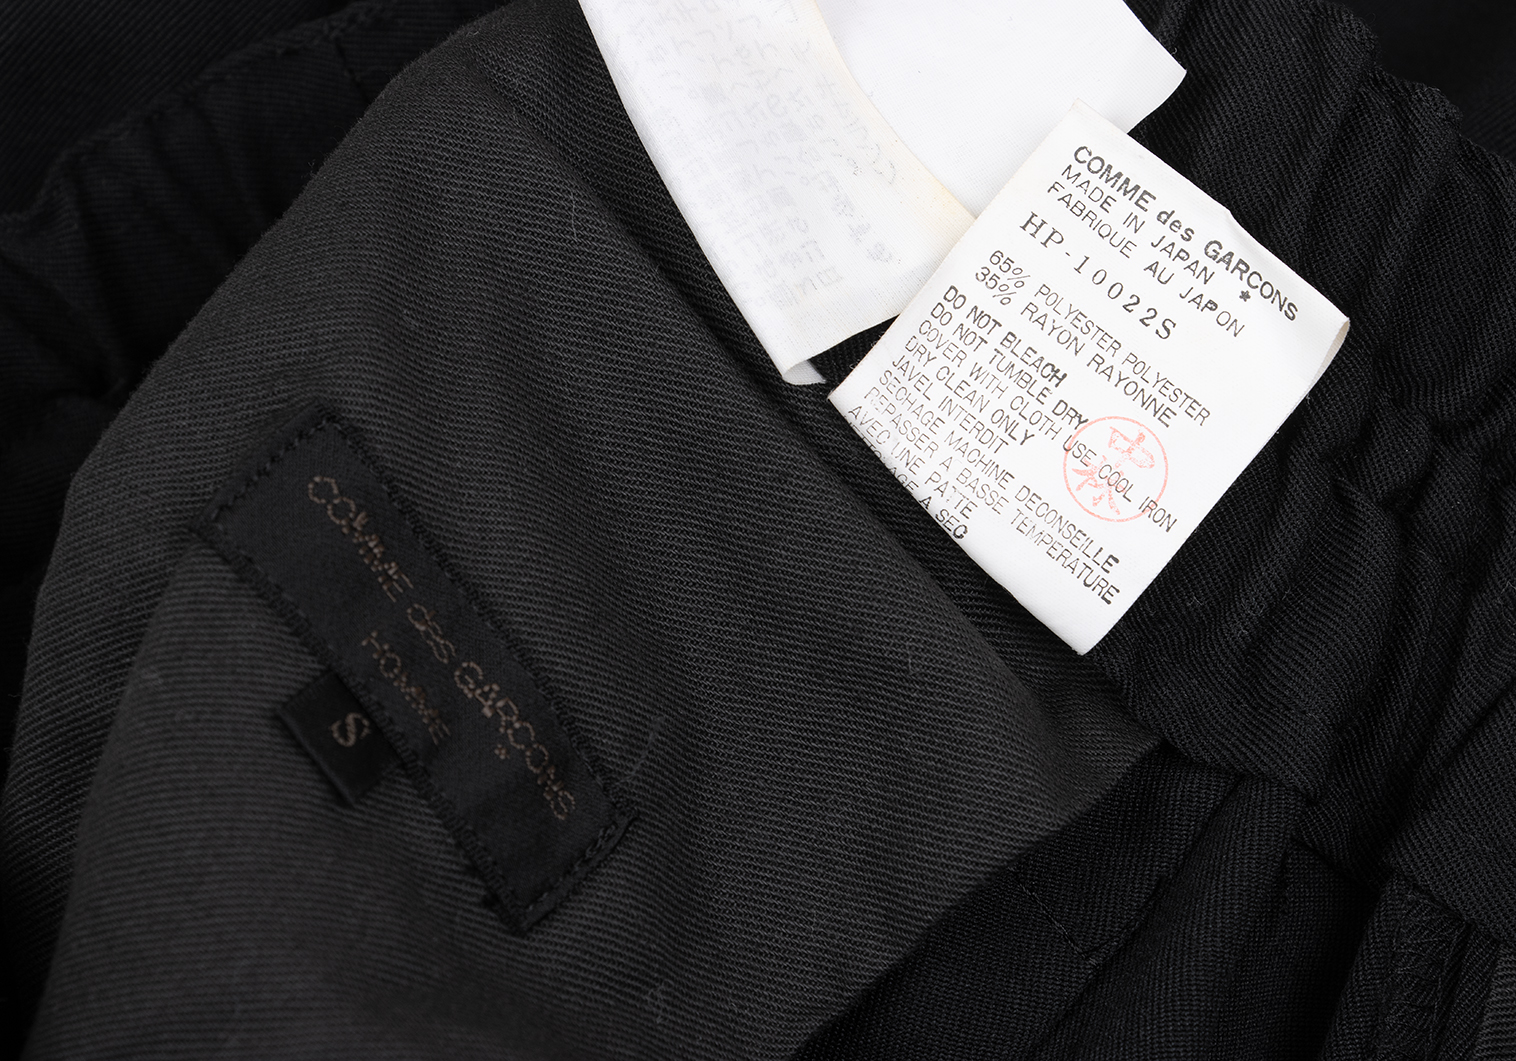 COMME des GARCONS
MADE IN JAPAN *
FABRIQUE AU JAPON
HP-10022S
65% POLYESTER POLYESTER
35% RAYON RAYONNE
DO NOT BLEACH
DO NOT TUMBLE DRY
COVER WITH CLOTH USE COOL IRON
DRY CLEAN ONLY
JAVEL INTERDIT
SECHAGE MACHINE DECONSEILLE
REPASSER A BASSE TEMPERATURE
AVEC UNE PATTE
A SEC
COMME des GARÇONS
HOMME *
S